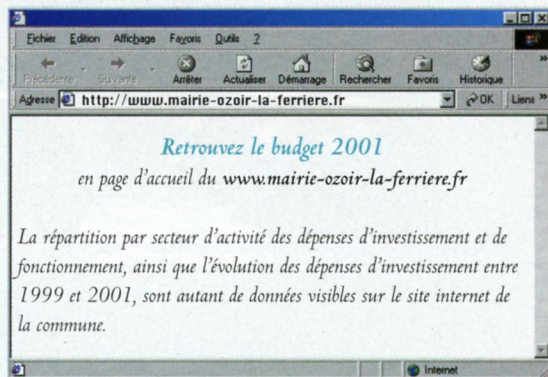 Fichier Edition Affichage Favoris Outils ?
Précédente Suivante Arrêter Actualiser Démarrage Rechercher Favoris Historique »
Adresse http://www.mairie-ozoir-la-ferriere.fr OK Liens »
Retrouvez le budget 2001
en page d'accueil du www.mairie-ozoir-la-ferriere.fr
La répartition par secteur d'activité des dépenses d'investissement et de
fonctionnement, ainsi que l'évolution des dépenses d'investissement entre
1999 et 2001, sont autant de données visibles sur le site internet de
la commune.
Internet